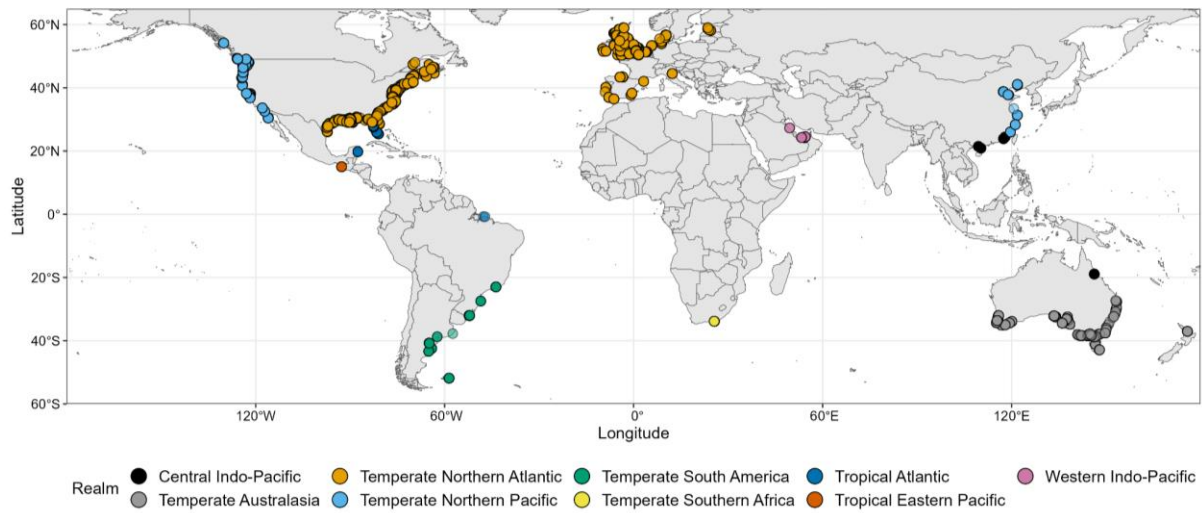 60°N
40°N
20°N
0°
20°S
40°S
60°S
Latitude
120°W 60°W 0° 60°E 120°E
Longitude
Realm
Central Indo-Pacific Temperate Northern Atlantic Temperate South America Tropical Atlantic Western Indo-Pacific
Temperate Australasia Temperate Northern Pacific Temperate Southern Africa Tropical Eastern Pacific